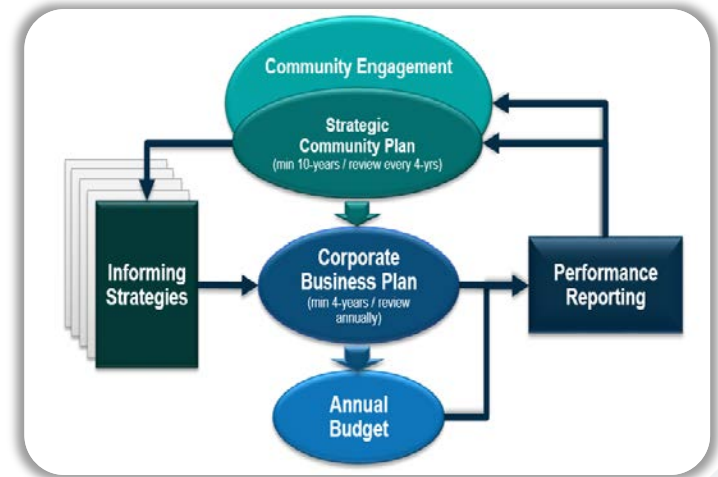 Community Engagement
Strategic
Community Plan
(min 10-years / review every 4-yrs)
Informing
Strategies
Corporate
Business Plan
(min 4-years / review
annually)
Performance
Reporting
Annual
Budget